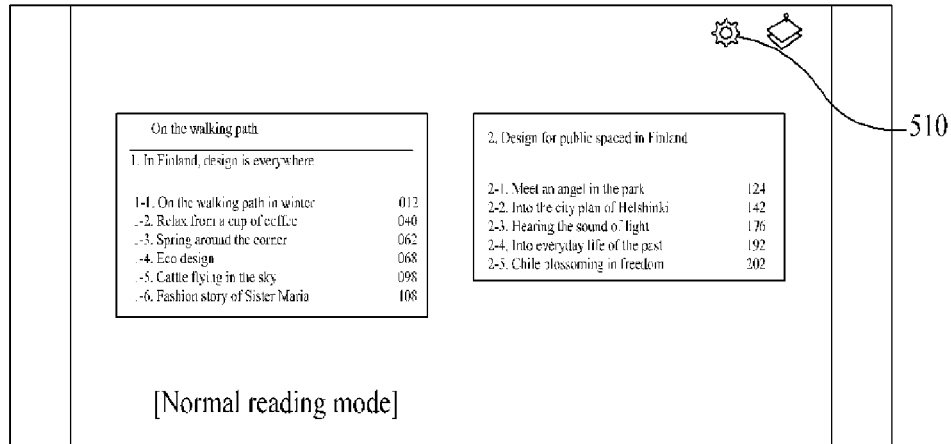 510
On the walking path
1. In Finland, design is everywhere
1-1. On the walking path in winter 012
1-2. Relax from a cup of coffee 040
1-3. Spring around the corner 062
1-4. Eco design 068
1-5. Cattle flying in the sky 098
1-6. Fashion story of Sister Maria 108
2. Design for public spaced in Finland
2-1. Meet an angel in the park 124
2-2. Into the city plan of Helshinki 142
2-3. Hearing the sound of light 176
2-4. Into everyday life of the past 192
2-5. Chile blossoming in freedom 202
[Normal reading mode]